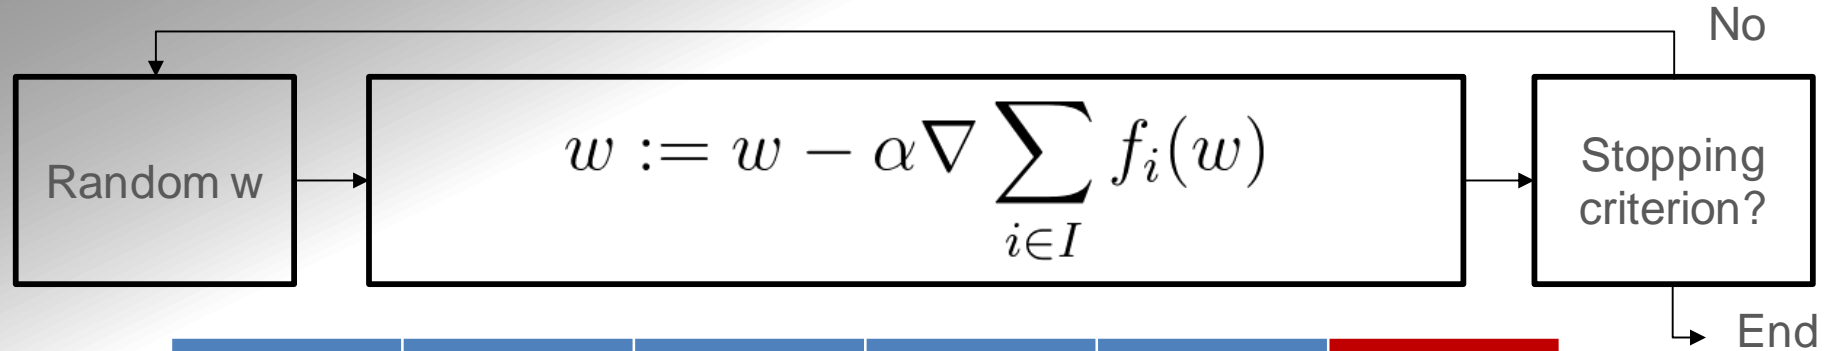 No
Random w
w := w − α∇ ∑ f_i(w)
i∈I
Stopping
criterion?
End